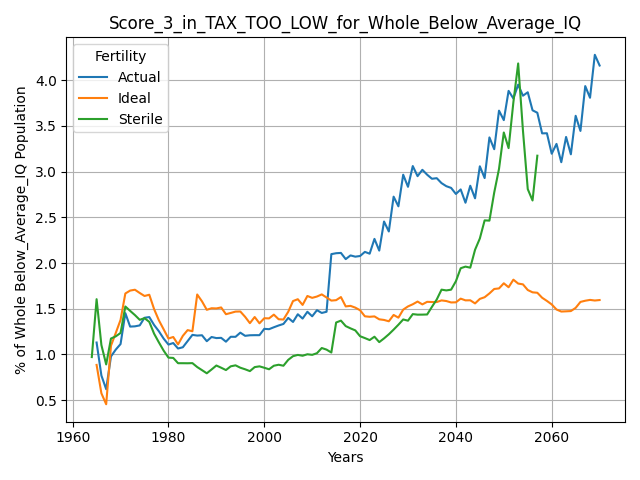 Score_3_in_TAX_TOO_LOW_for_Whole_Below_Average_IQ
Fertility
Actual
Ideal
Sterile
% of Whole Below_Average_IQ Population
4.0
3.5
3.0
2.5
2.0
1.5
1.0
0.5
1960
1980
2000
2020
2040
2060
Years